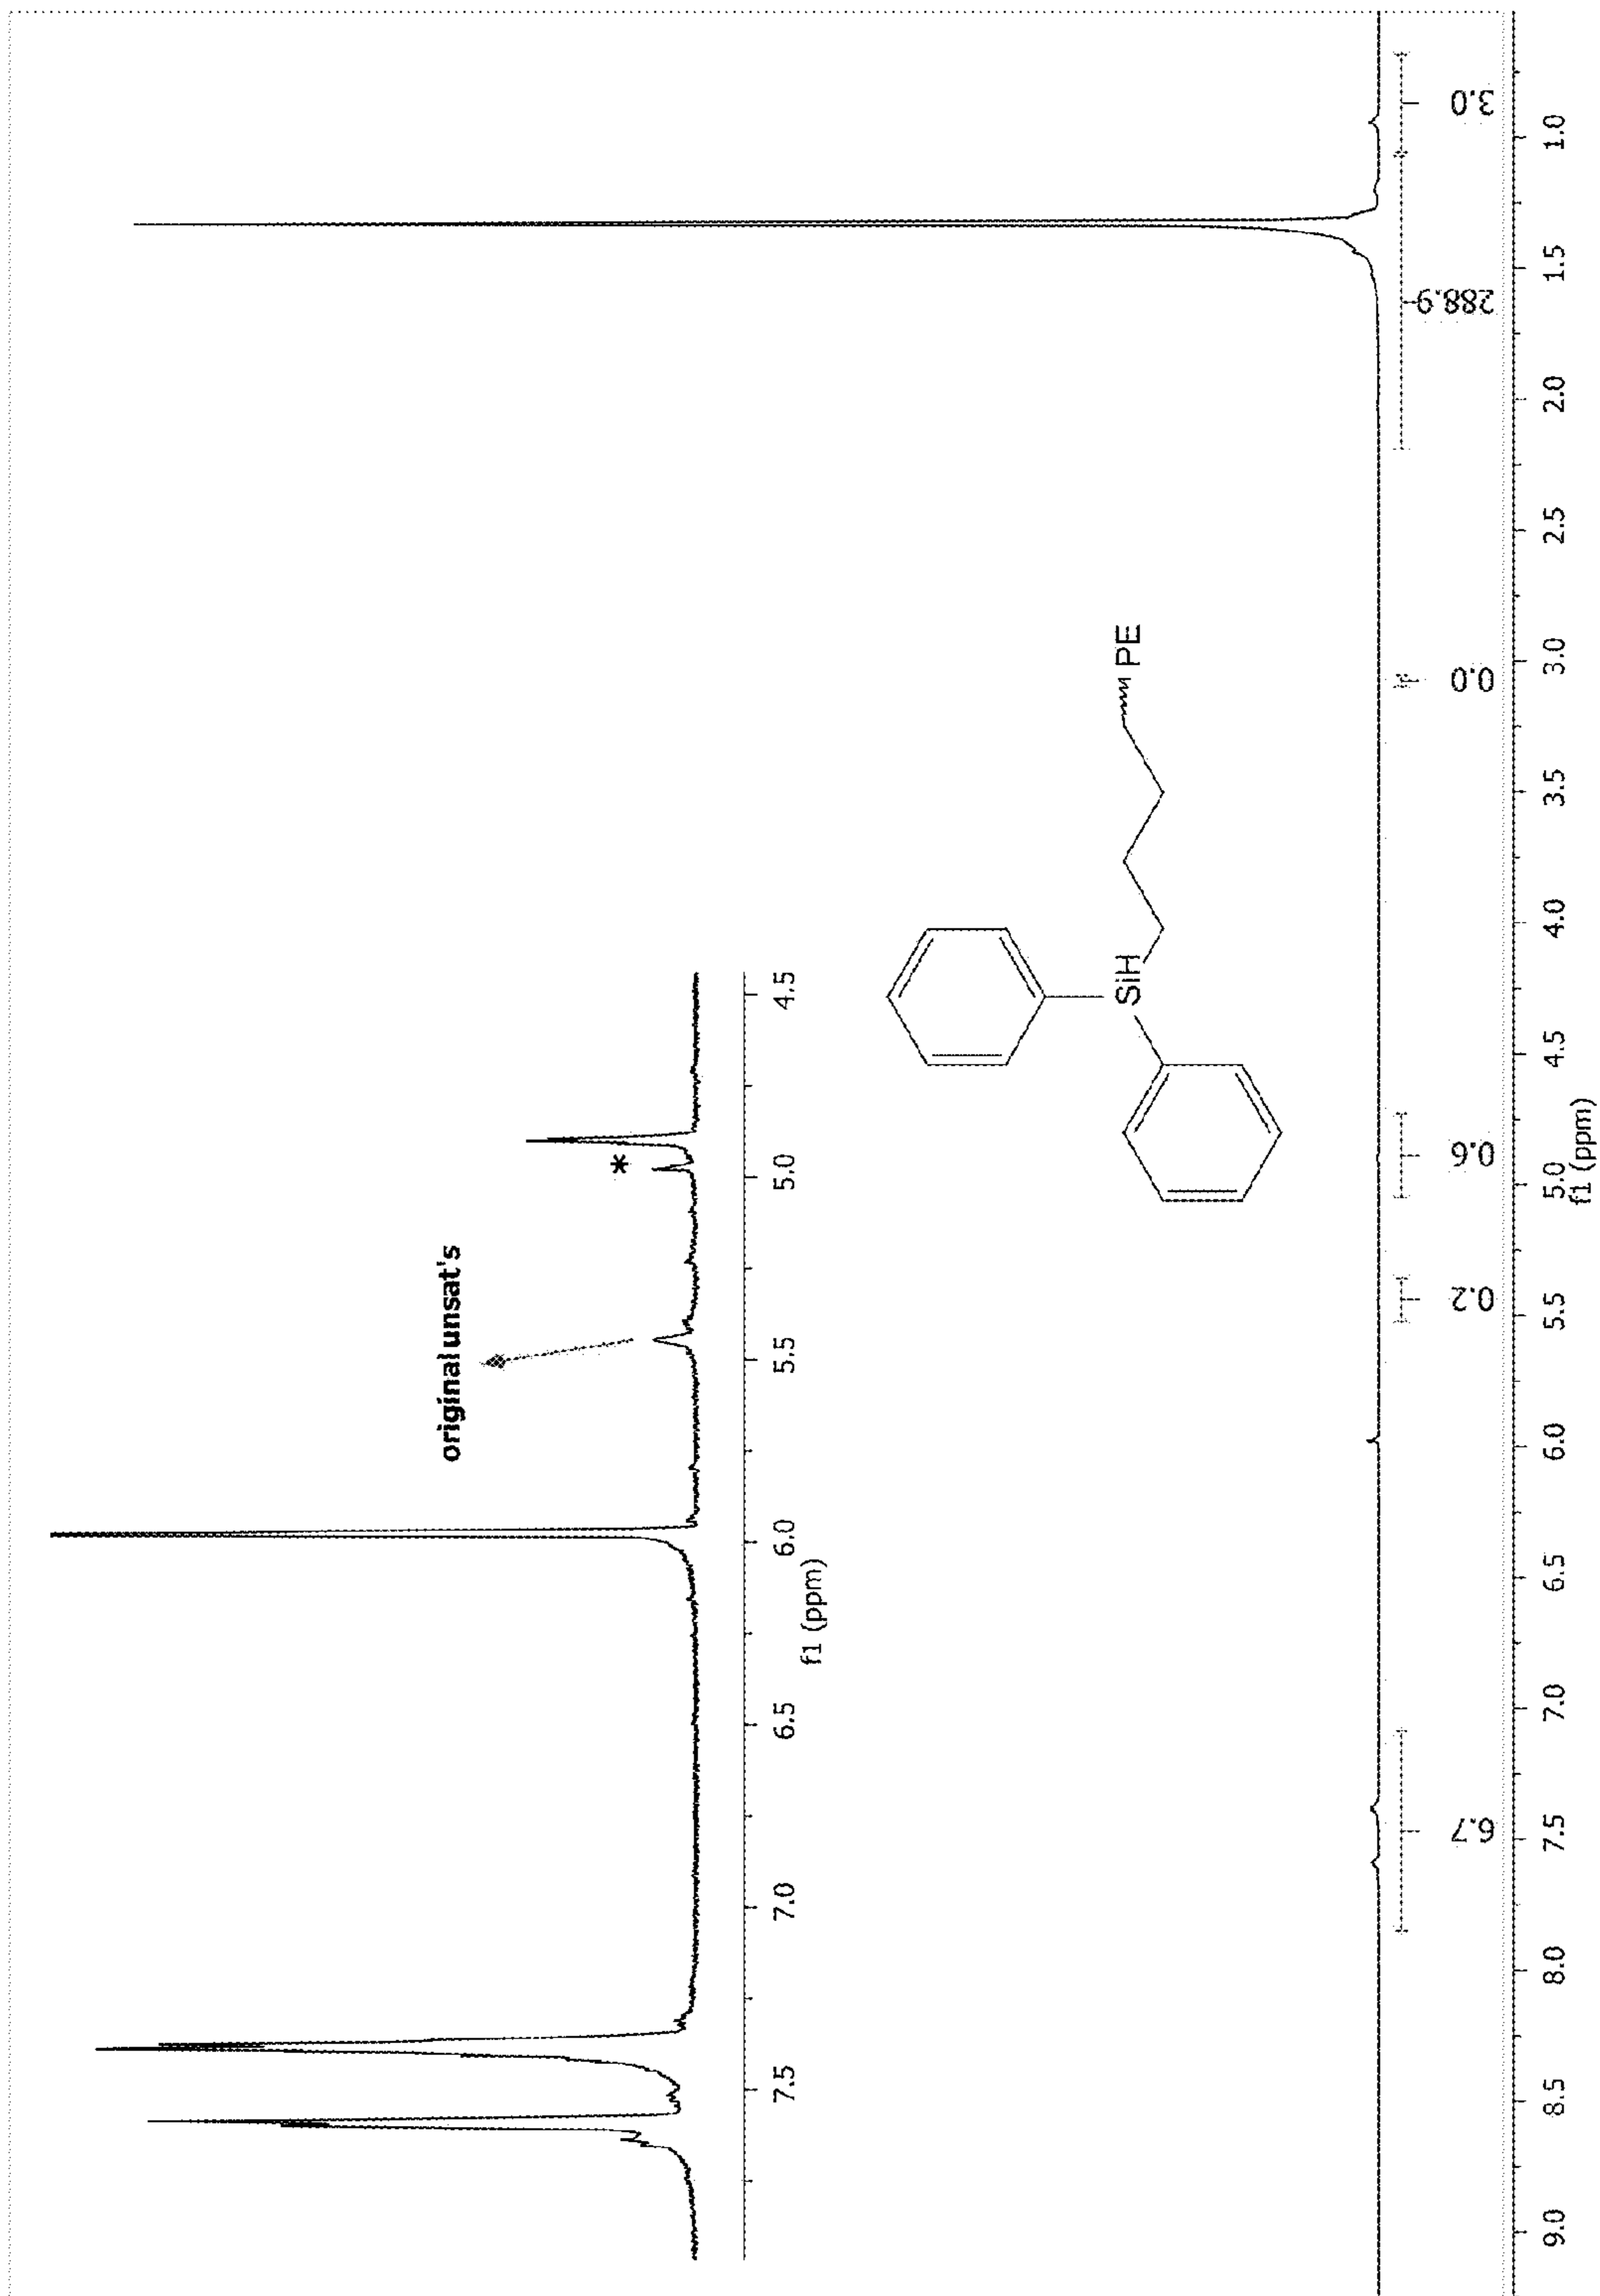 original unsat's
*
7.5 7.0 6.5 6.0 5.5 5.0 4.5
f1 (ppm)
SiH
PE
6.7 0.2 0.6 0.0 288.9 3.0
9.0 8.5 8.0 7.5 7.0 6.5 6.0 5.5 5.0 4.5 4.0 3.5 3.0 2.5 2.0 1.5 1.0
f1 (ppm)